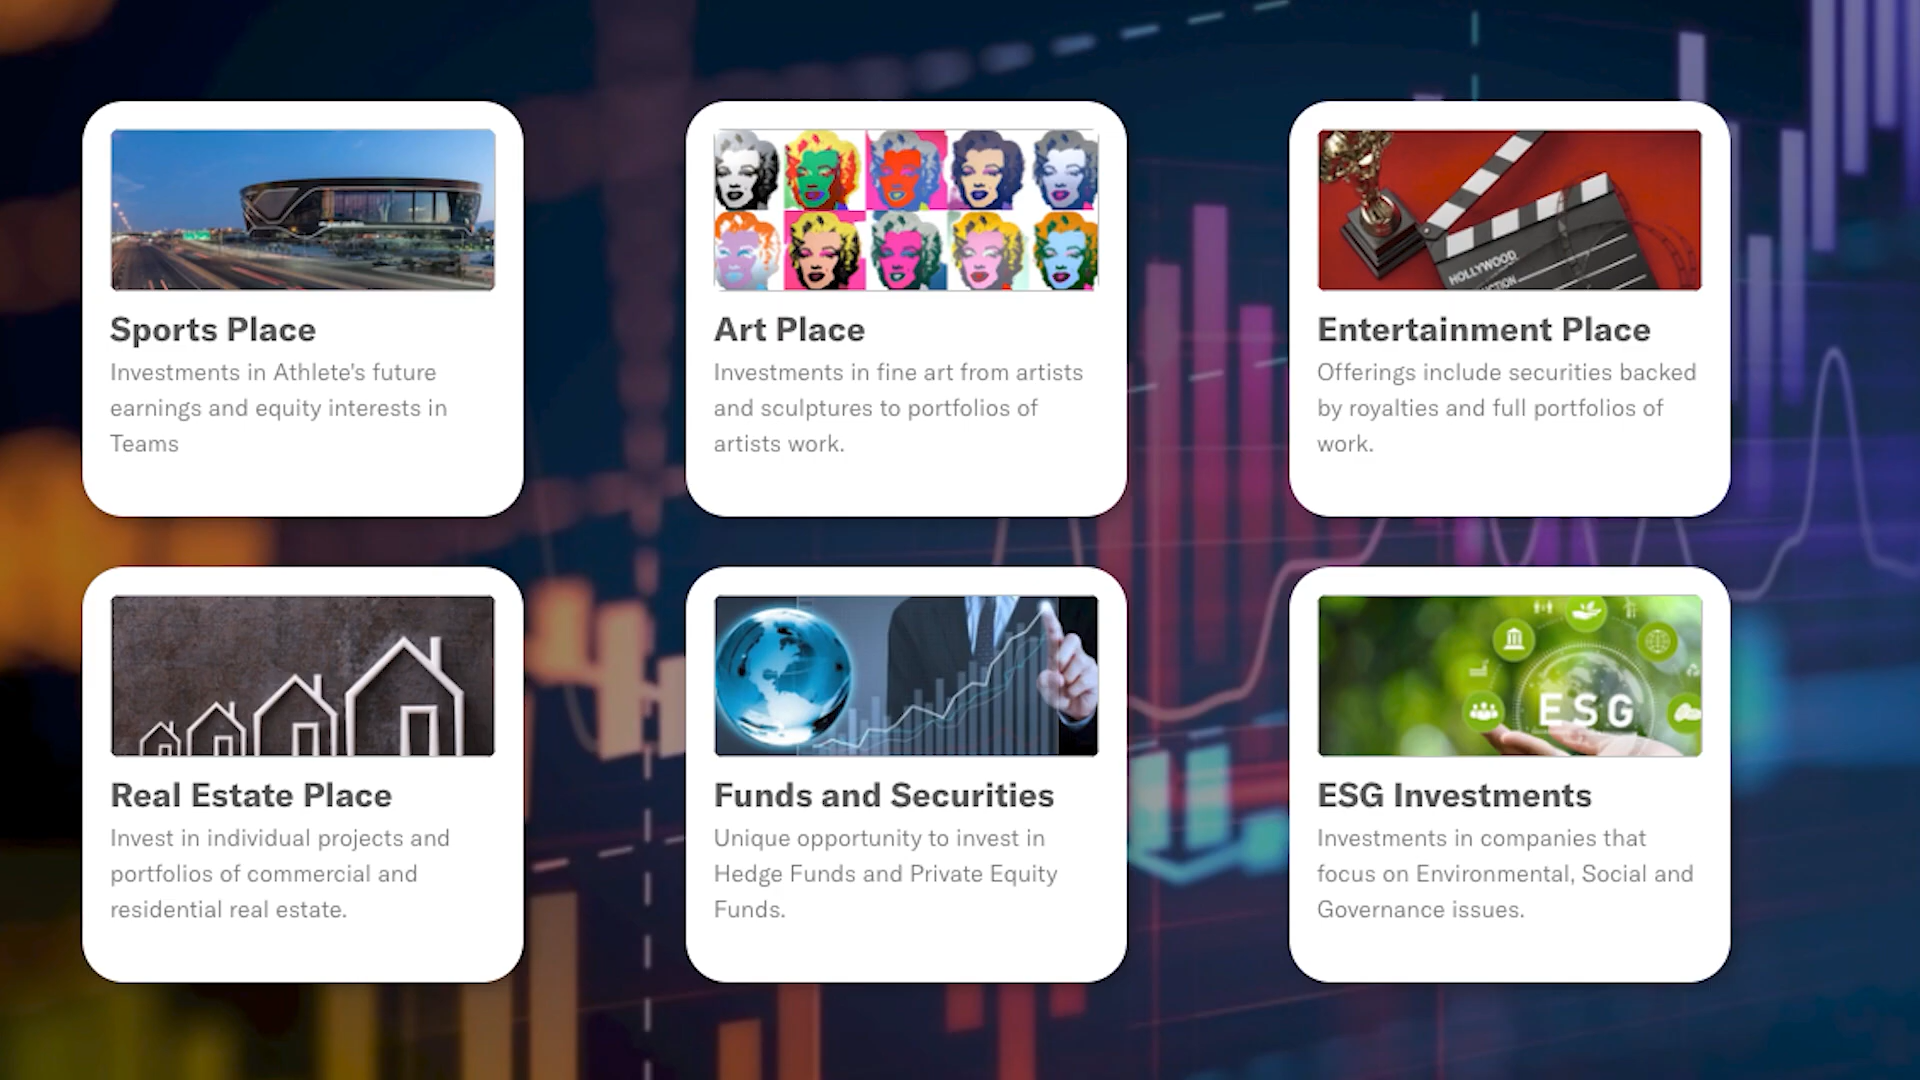 HOLLYWOOD
Sports Place
Investments in Athlete's future
earnings and equity interests in
Teams
Art Place
Investments in fine art from artists
and sculptures to portfolios of
artists work.
Entertainment Place
Offerings include securities backed
by royalties and full portfolios of
work.
ESG
Real Estate Place
Invest in individual projects and
portfolios of commercial and
residential real estate.
Funds and Securities
Unique opportunity to invest in
Hedge Funds and Private Equity
Funds.
ESG Investments
Investments in companies that
focus on Environmental, Social and
Governance issues.